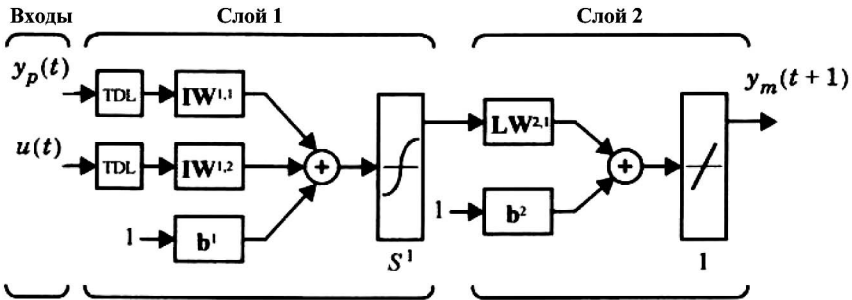 Входы Слой 1 Слой 2
y_p(t)
TDL IW^{1,1}
u(t)
TDL IW^{1,2}
1 b^1
S^1
LW^{2,1}
1 b^2
1
y_m(t + 1)